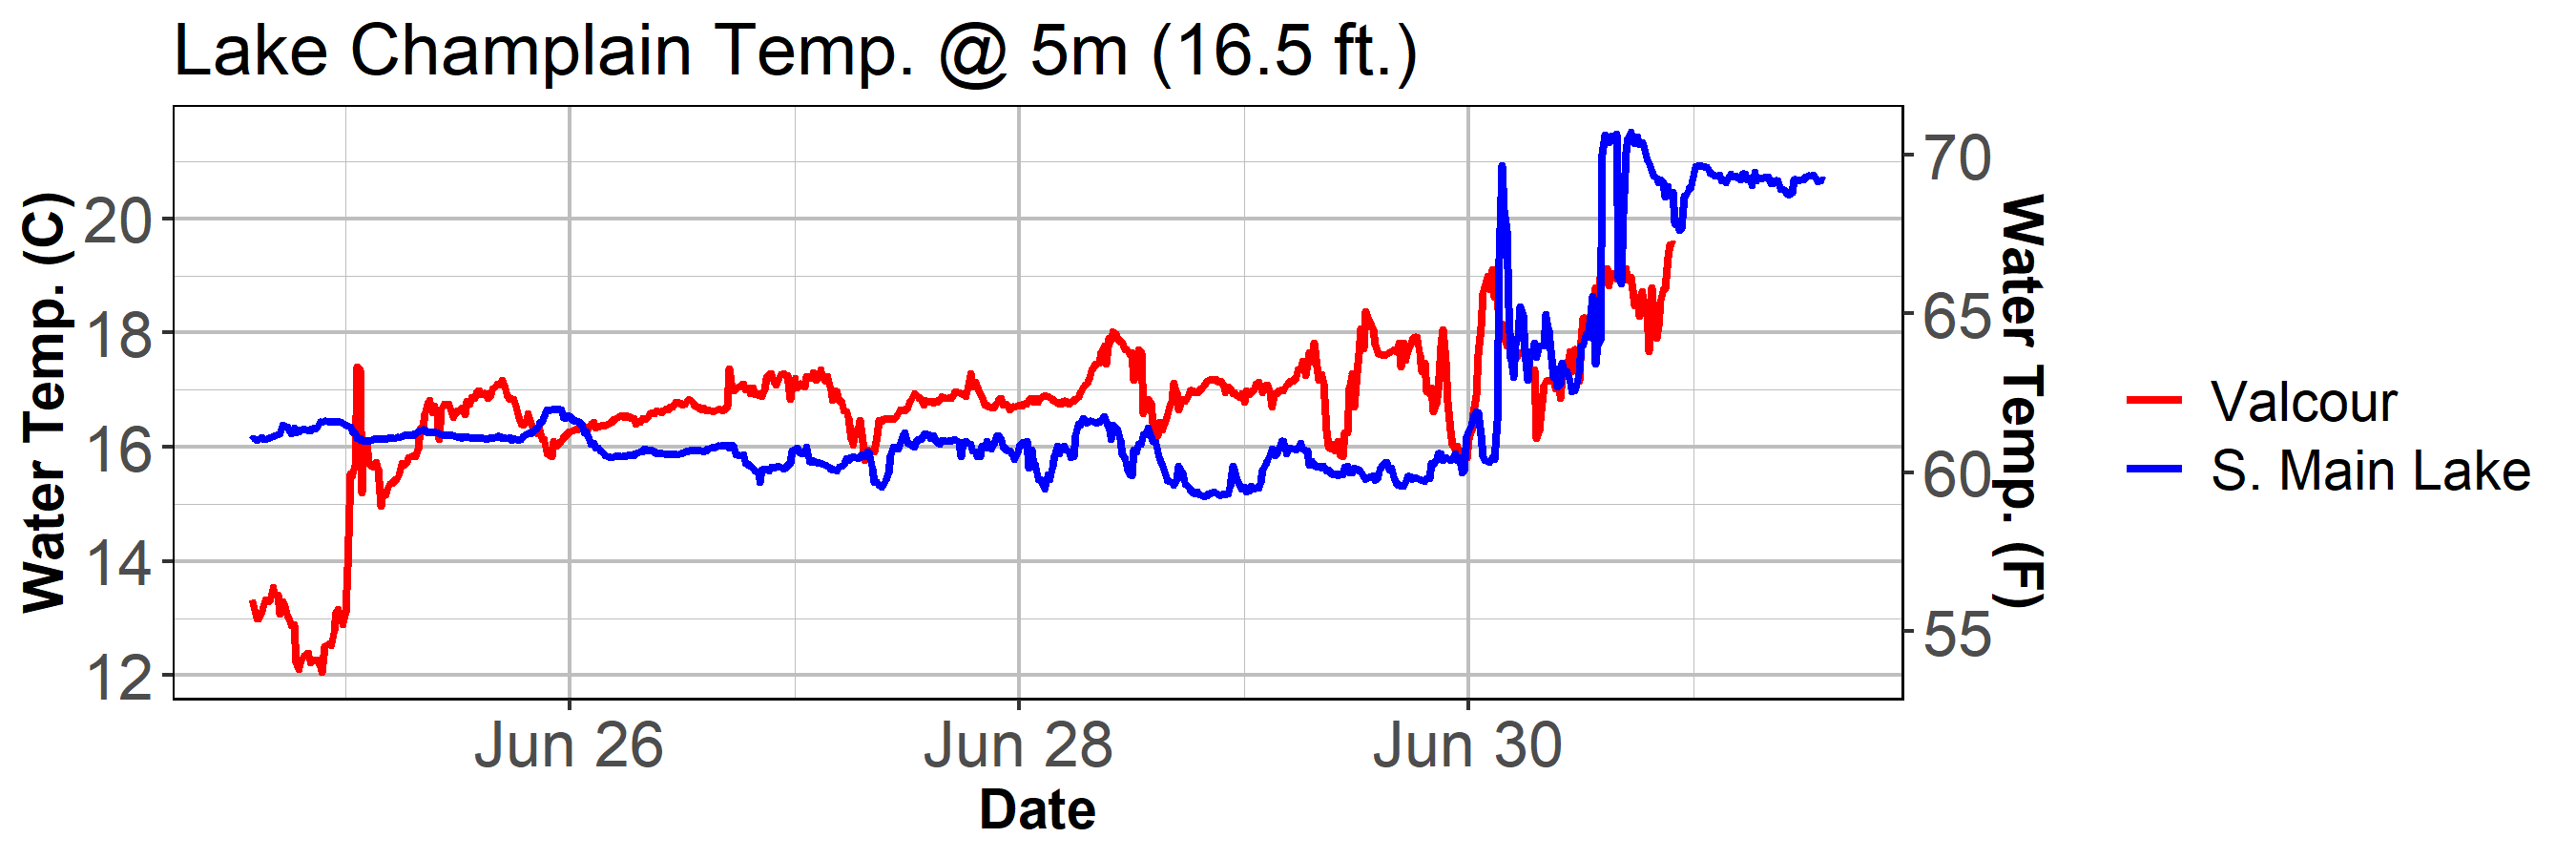 Lake Champlain Temp. @ 5m (16.5 ft.)
Water Temp. (C)
20
18
16
14
12
70
65
60
55
Water Temp. (F)
Jun 26
Jun 28
Jun 30
Date
Valcour
S. Main Lake